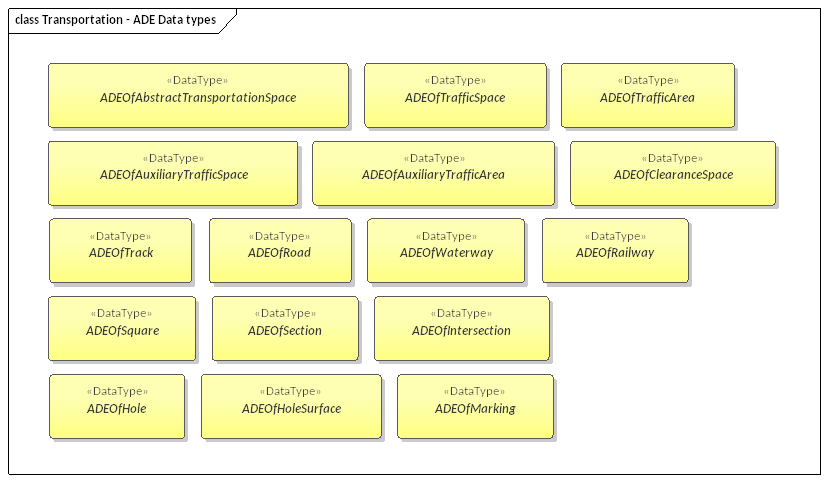 class Transportation - ADE Data types
«DataType»
ADEOfAbstractTransportationSpace
«DataType»
ADEOfTrafficSpace
«DataType»
ADEOfTrafficArea
«DataType»
ADEOfAuxiliaryTrafficSpace
«DataType»
ADEOfAuxiliaryTrafficArea
«DataType»
ADEOfClearanceSpace
«DataType»
ADEOfTrack
«DataType»
ADEOfRoad
«DataType»
ADEOfWaterway
«DataType»
ADEOfRailway
«DataType»
ADEOfSquare
«DataType»
ADEOfSection
«DataType»
ADEOfIntersection
«DataType»
ADEOfHole
«DataType»
ADEOfHoleSurface
«DataType»
ADEOfMarking